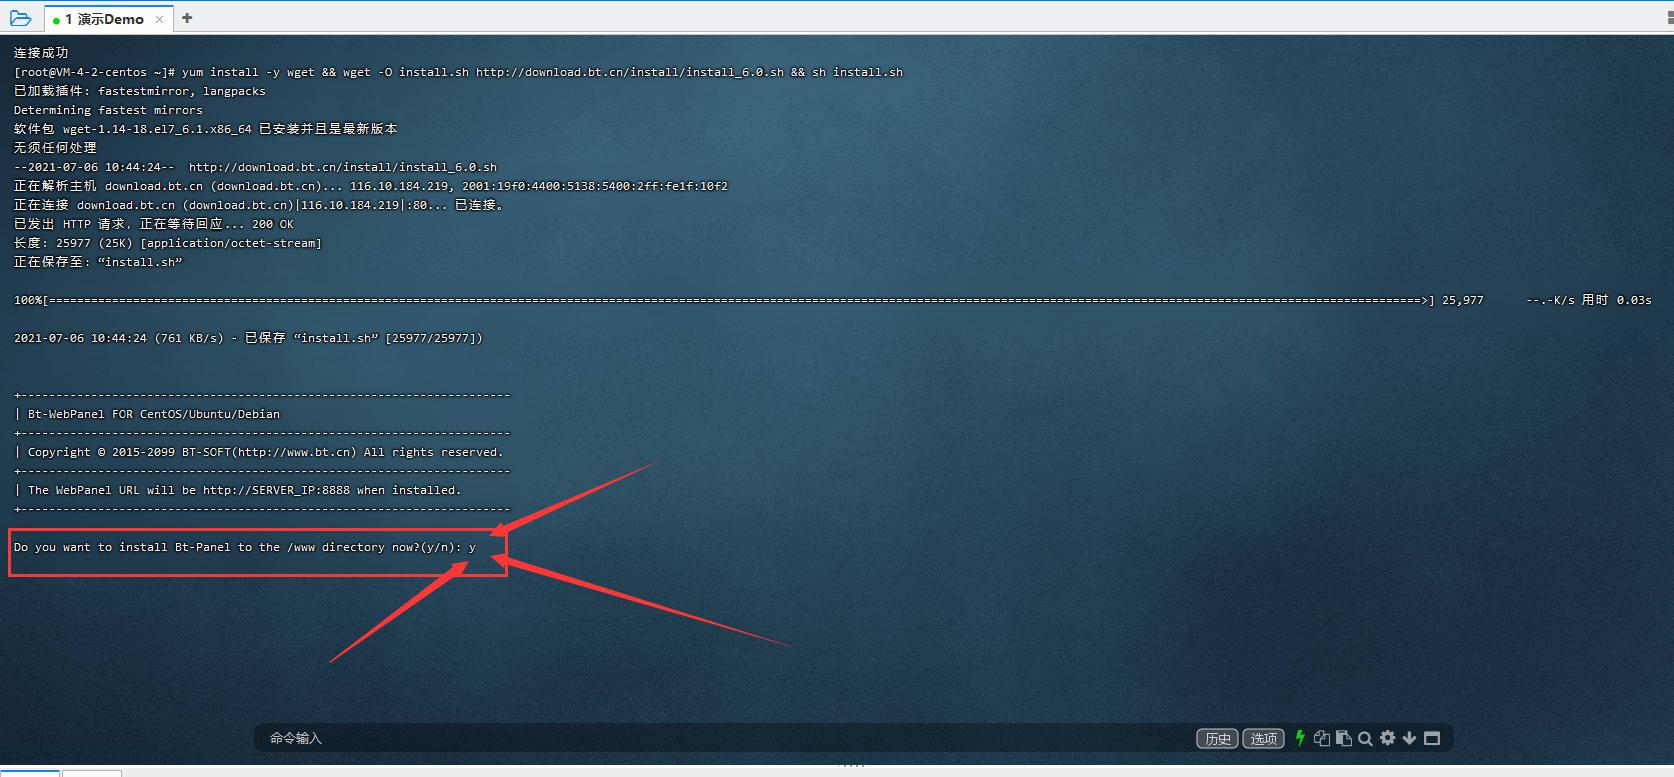 1 演示Demo × +
连接成功
[root@VM-4-2-centos ~]# yum install -y wget && wget -O install.sh http://download.bt.cn/install/install_6.0.sh && sh install.sh
已加载插件: fastestmirror, langpacks
Determining fastest mirrors
软件包 wget-1.14-18.el7_6.1.x86_64 已安装并且是最新版本
无须任何处理
--2021-07-06 10:44:24--  http://download.bt.cn/install/install_6.0.sh
正在解析主机 download.bt.cn (download.bt.cn)... 116.10.184.219, 2001:19f0:4400:5138:5400:2ff:fe1f:10f2
正在连接 download.bt.cn (download.bt.cn)|116.10.184.219|:80... 已连接。
已发出 HTTP 请求, 正在等待回应... 200 OK
长度: 25977 (25K) [application/octet-stream]
正在保存至: “install.sh”
100%[=====================================================>] 25,977 --.-K/s 用时 0.03s
2021-07-06 10:44:24 (761 KB/s) - 已保存 “install.sh” [25977/25977])
+----------------------------------------------------------------------
| Bt-WebPanel FOR CentOS/Ubuntu/Debian
+----------------------------------------------------------------------
| Copyright © 2015-2099 BT-SOFT(http://www.bt.cn) All rights reserved.
+----------------------------------------------------------------------
| The WebPanel URL will be http://SERVER_IP:8888 when installed.
+----------------------------------------------------------------------
Do you want to install Bt-Panel to the /www directory now?(y/n): y
命令输入 历史 选项